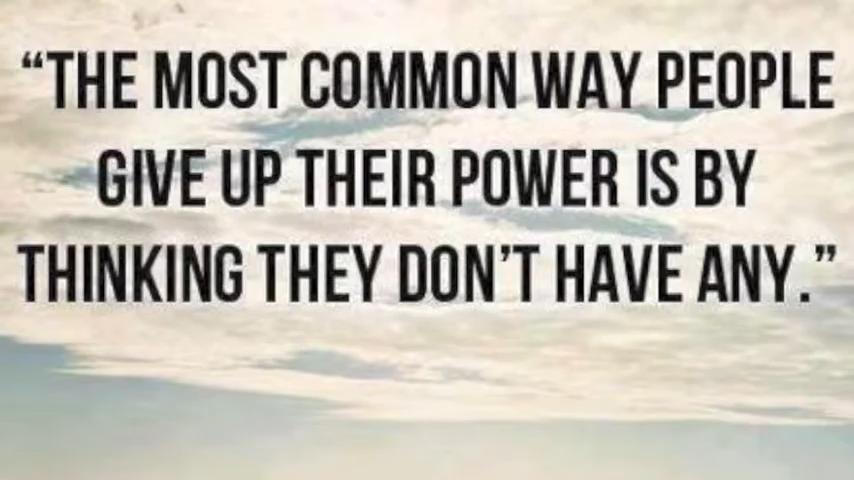 “THE MOST COMMON WAY PEOPLE
GIVE UP THEIR POWER IS BY
THINKING THEY DON’T HAVE ANY.”